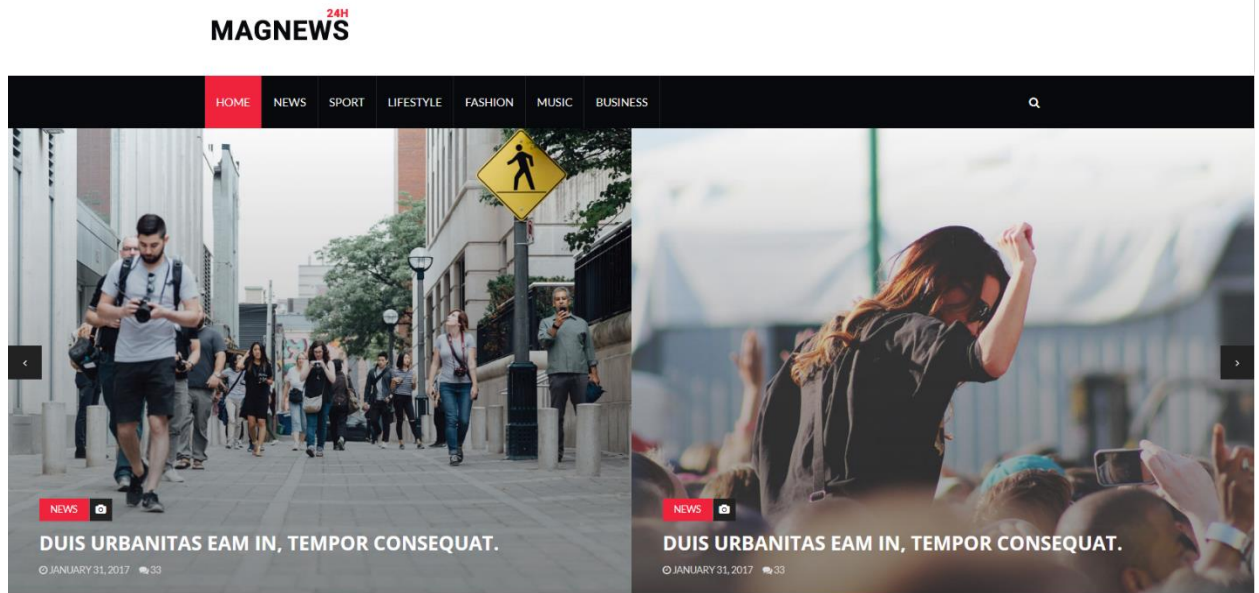 24H
MAGNEWS
HOME NEWS SPORT LIFESTYLE FASHION MUSIC BUSINESS
NEWS
DUIS URBANITAS EAM IN, TEMPOR CONSEQUAT.
JANUARY 31, 2017 33
NEWS
DUIS URBANITAS EAM IN, TEMPOR CONSEQUAT.
JANUARY 31, 2017 33